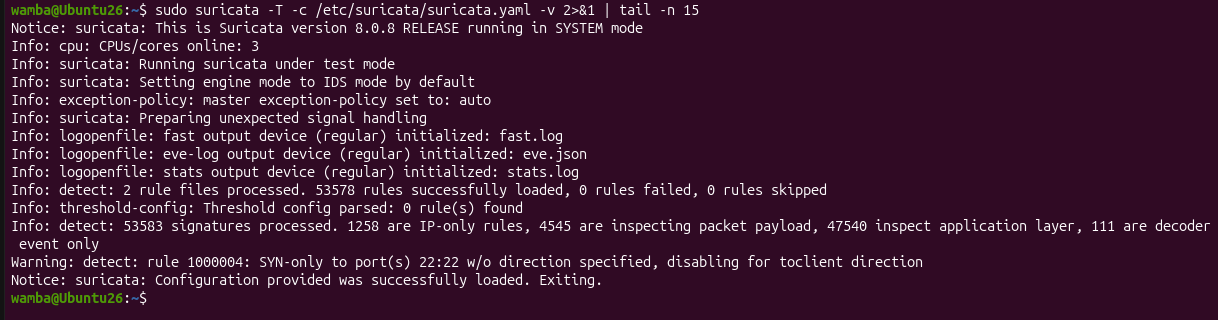 wamba@Ubuntu26:~$ sudo suricata -T -c /etc/suricata/suricata.yaml -v 2>&1 | tail -n 15
Notice: suricata: This is Suricata version 8.0.8 RELEASE running in SYSTEM mode
Info: cpu: CPUs/cores online: 3
Info: suricata: Running suricata under test mode
Info: suricata: Setting engine mode to IDS mode by default
Info: exception-policy: master exception-policy set to: auto
Info: suricata: Preparing unexpected signal handling
Info: logopenfile: fast output device (regular) initialized: fast.log
Info: logopenfile: eve-log output device (regular) initialized: eve.json
Info: logopenfile: stats output device (regular) initialized: stats.log
Info: detect: 2 rule files processed. 53578 rules successfully loaded, 0 rules failed, 0 rules skipped
Info: threshold-config: Threshold config parsed: 0 rule(s) found
Info: detect: 53583 signatures processed. 1258 are IP-only rules, 4545 are inspecting packet payload, 47540 inspect application layer, 111 are decoder
 event only
Warning: detect: rule 1000004: SYN-only to port(s) 22:22 w/o direction specified, disabling for toclient direction
Notice: suricata: Configuration provided was successfully loaded. Exiting.
wamba@Ubuntu26:~$